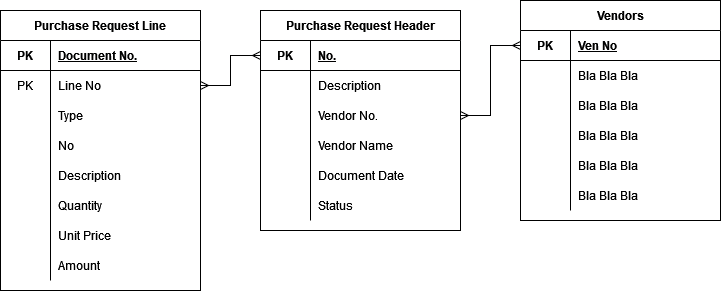 Purchase Request Line
PK Document No.
PK Line No
Type
No
Description
Quantity
Unit Price
Amount
Purchase Request Header
PK No.
Description
Vendor No.
Vendor Name
Document Date
Status
Vendors
PK Ven No
Bla Bla Bla
Bla Bla Bla
Bla Bla Bla
Bla Bla Bla
Bla Bla Bla